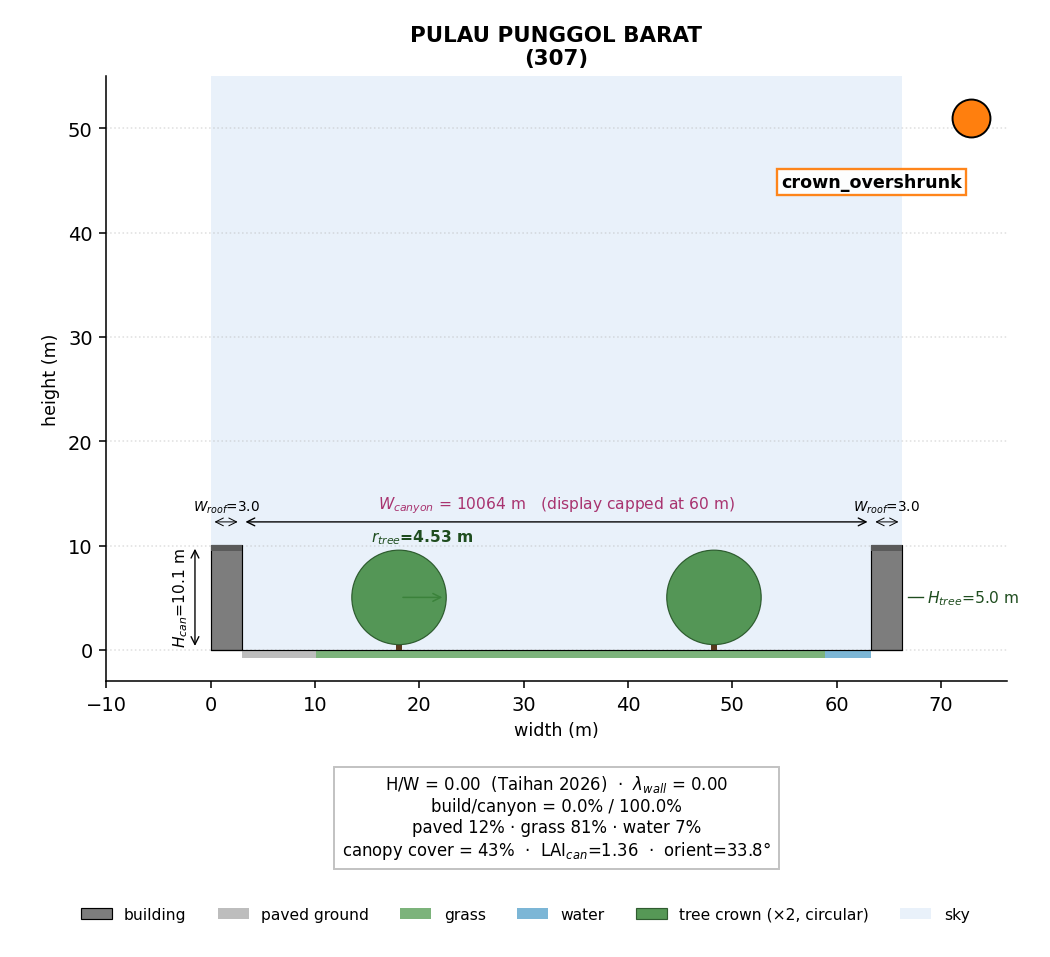 PULAU PUNGGOL BARAT
(307)
crown_overshrunk
50
40
30
20
10
0
height (m)
W_roof=3.0
W_canyon = 10064 m (display capped at 60 m)
W_roof=3.0
r_tree=4.53 m
H_can=10.1 m
H_tree=5.0 m
−10 0 10 20 30 40 50 60 70
width (m)
H/W = 0.00 (Taihan 2026) · λ_wall = 0.00
build/canyon = 0.0% / 100.0%
paved 12% · grass 81% · water 7%
canopy cover = 43% · LAI_can=1.36 · orient=33.8°
building paved ground grass water tree crown (×2, circular) sky